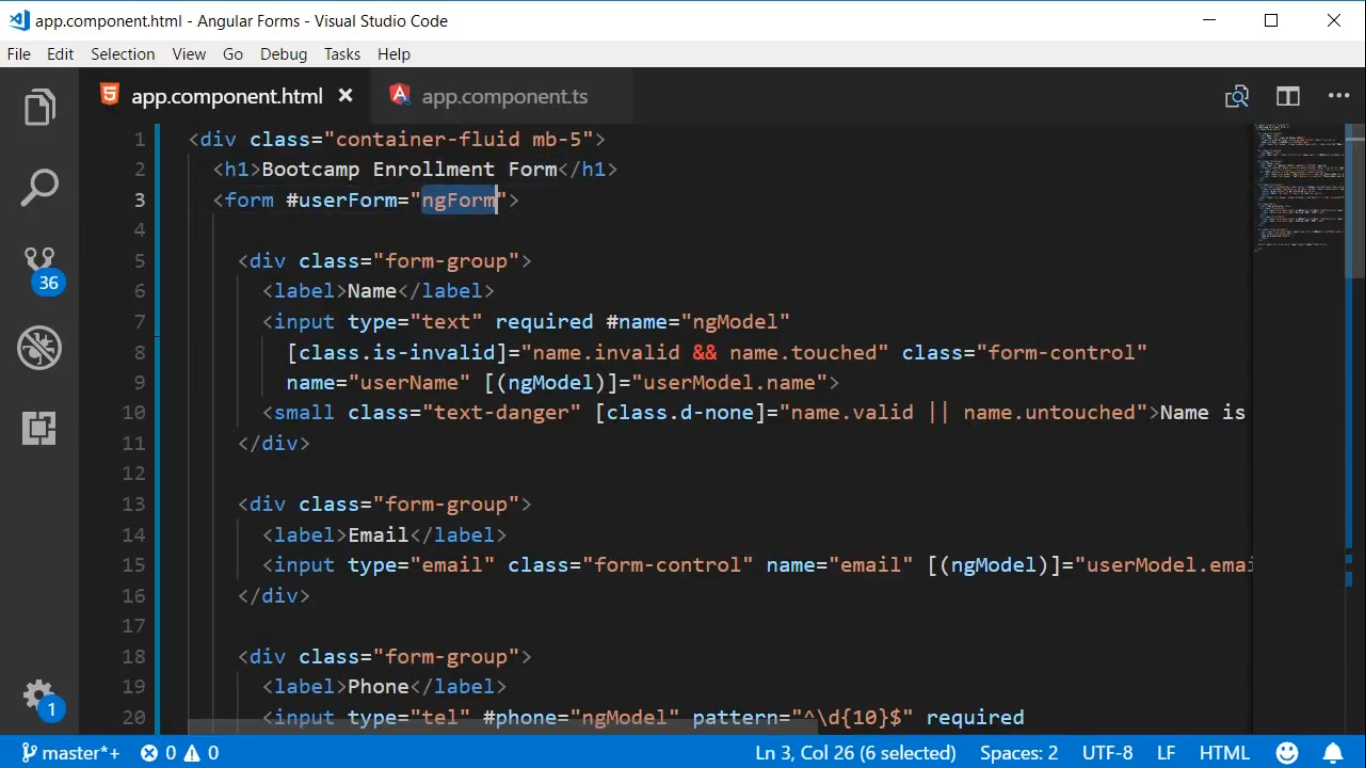 app.component.html - Angular Forms - Visual Studio Code
File Edit Selection View Go Debug Tasks Help
app.component.html app.component.ts
1 <div class="container-fluid mb-5">
2 <h1>Bootcamp Enrollment Form</h1>
3 <form #userForm="ngForm">
4
5 <div class="form-group">
6 <label>Name</label>
7 <input type="text" required #name="ngModel"
8 [class.is-invalid]="name.invalid && name.touched" class="form-control"
9 name="userName" [(ngModel)]="userModel.name">
10 <small class="text-danger" [class.d-none]="name.valid || name.untouched">Name is
11 </div>
12
13 <div class="form-group">
14 <label>Email</label>
15 <input type="email" class="form-control" name="email" [(ngModel)]="userModel.emai
16 </div>
17
18 <div class="form-group">
19 <label>Phone</label>
20 <input type="tel" #phone="ngModel" pattern="^\d{10}$" required
36
1
master*+ 0 0 Ln 3, Col 26 (6 selected) Spaces: 2 UTF-8 LF HTML